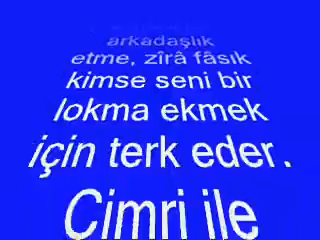 arkadaşlık
etme, zîrâ fâsık
kimse seni bir
lokma ekmek
için terk eder .
Cimri ile